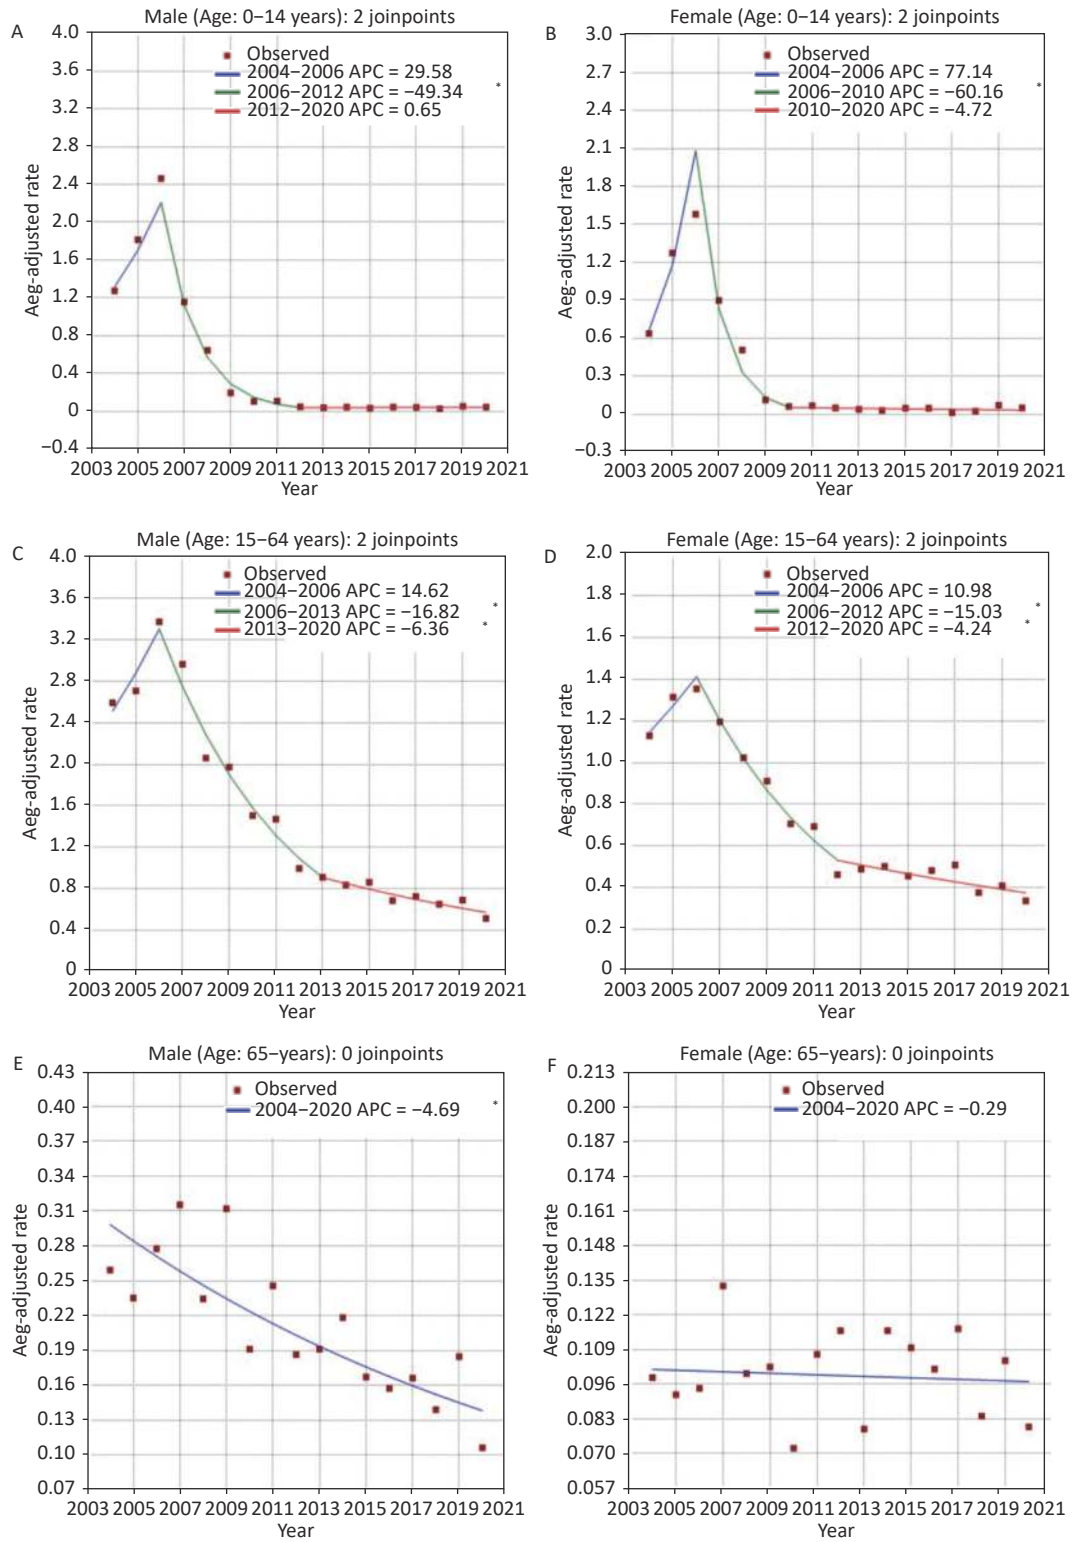 A
Male (Age: 0−14 years): 2 joinpoints
4.0
3.6
3.2
2.8
2.4
2.0
1.6
1.2
0.8
0.4
0
−0.4
Aeg-adjusted rate
Observed
2004−2006 APC = 29.58
2006−2012 APC = −49.34 *
2012−2020 APC = 0.65
2003 2005 2007 2009 2011 2013 2015 2017 2019 2021
Year
B
Female (Age: 0−14 years): 2 joinpoints
3.0
2.7
2.4
2.1
1.8
1.5
1.2
0.9
0.6
0.3
0
−0.3
Aeg-adjusted rate
Observed
2004−2006 APC = 77.14
2006−2010 APC = −60.16 *
2010−2020 APC = −4.72
2003 2005 2007 2009 2011 2013 2015 2017 2019 2021
Year
C
Male (Age: 15−64 years): 2 joinpoints
4.0
3.6
3.2
2.8
2.4
2.0
1.6
1.2
0.8
0.4
0
Aeg-adjusted rate
Observed
2004−2006 APC = 14.62
2006−2013 APC = −16.82 *
2013−2020 APC = −6.36 *
2003 2005 2007 2009 2011 2013 2015 2017 2019 2021
Year
D
Female (Age: 15−64 years): 2 joinpoints
2.0
1.8
1.6
1.4
1.2
1.0
0.8
0.6
0.4
0.2
0
Aeg-adjusted rate
Observed
2004−2006 APC = 10.98
2006−2012 APC = −15.03 *
2012−2020 APC = −4.24 *
2003 2005 2007 2009 2011 2013 2015 2017 2019 2021
Year
E
Male (Age: 65−years): 0 joinpoints
0.43
0.40
0.37
0.34
0.31
0.28
0.25
0.22
0.19
0.16
0.13
0.10
0.07
Aeg-adjusted rate
Observed
2004−2020 APC = −4.69 *
2003 2005 2007 2009 2011 2013 2015 2017 2019 2021
Year
F
Female (Age: 65−years): 0 joinpoints
0.213
0.200
0.187
0.174
0.161
0.148
0.135
0.122
0.109
0.096
0.083
0.070
0.057
Aeg-adjusted rate
Observed
2004−2020 APC = −0.29
2003 2005 2007 2009 2011 2013 2015 2017 2019 2021
Year